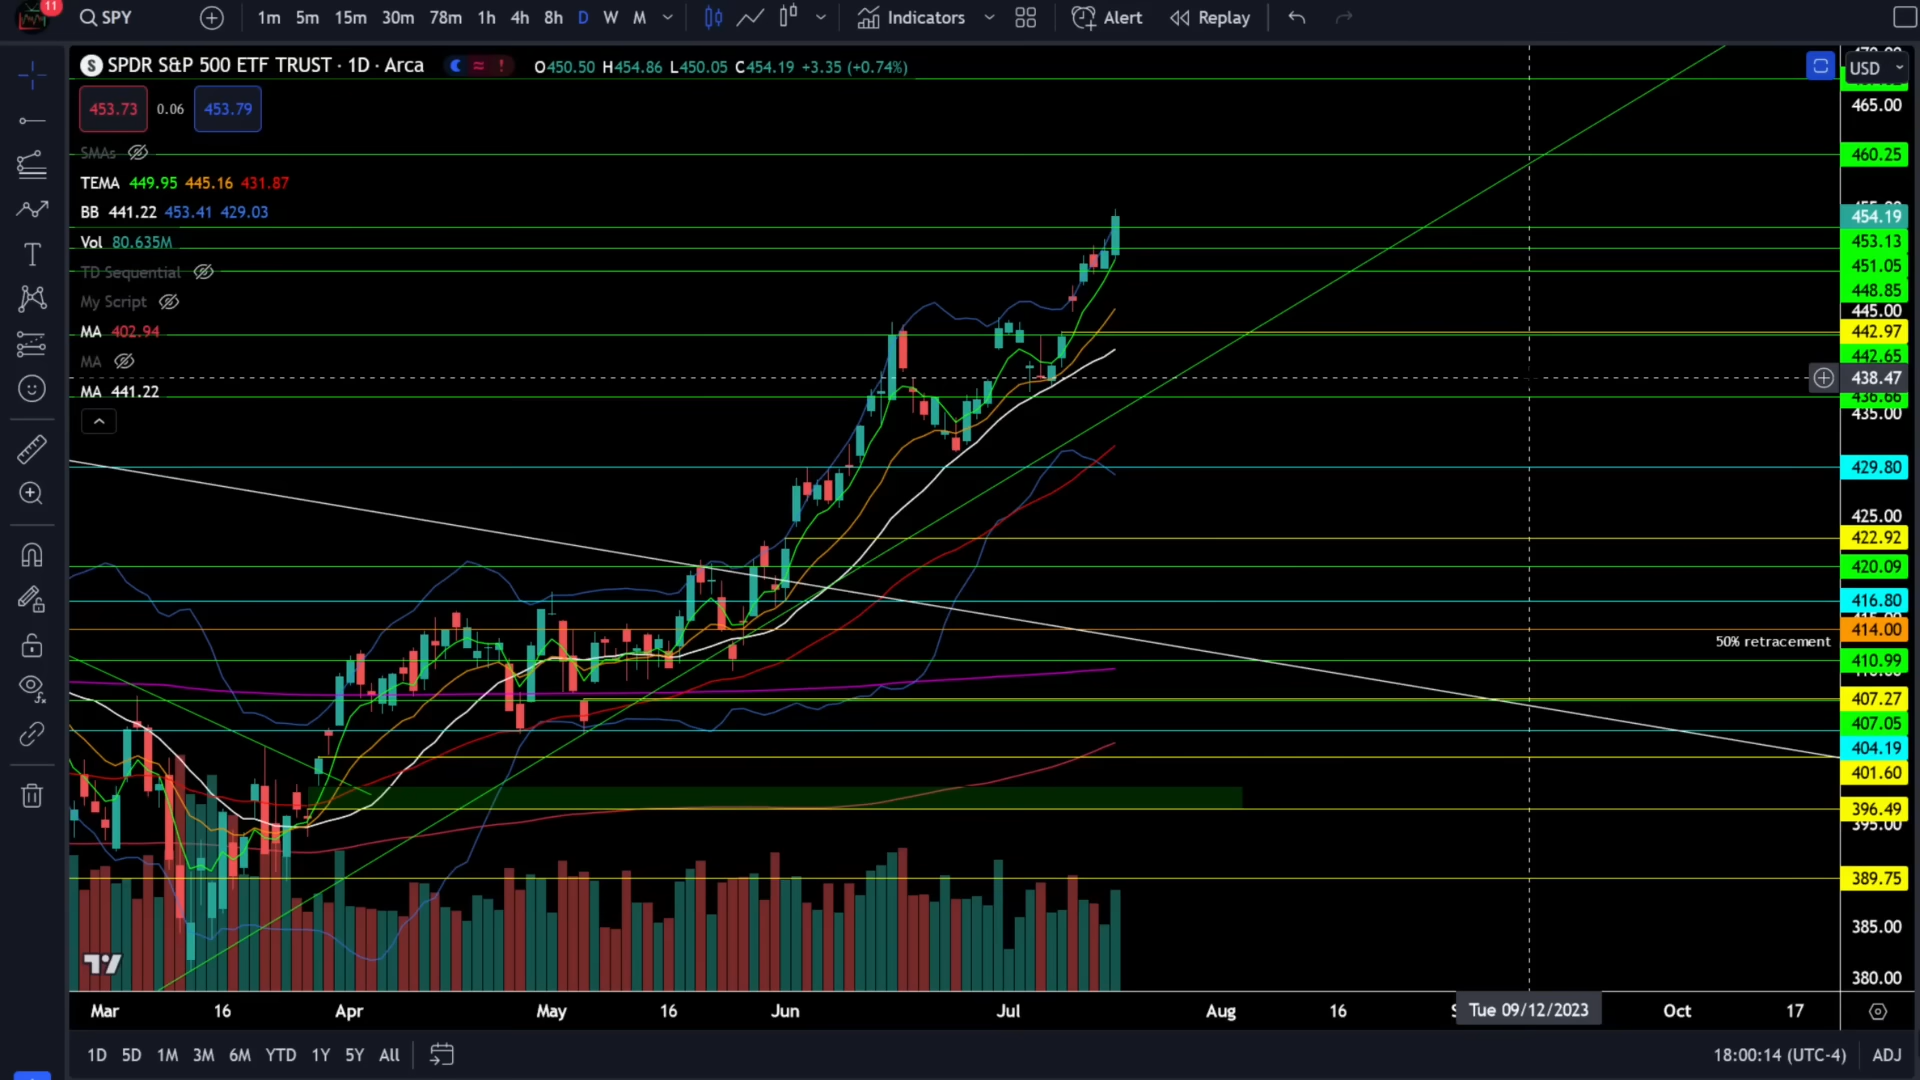 11
SPY
1m 5m 15m 30m 78m 1h 4h 8h D W M
Indicators
Alert
Replay
S SPDR S&P 500 ETF TRUST · 1D · Arca
O450.50 H454.86 L450.05 C454.19 +3.35 (+0.74%)
USD
453.73 0.06 453.79
SMAs
TEMA 449.95 445.16 431.87
BB 441.22 453.41 429.03
Vol 80.635M
TD Sequential
My Script
MA 402.94
MA
MA 441.22
465.00
460.25
454.19
453.13
451.05
448.85
445.00
442.97
442.65
438.47
436.66
435.00
429.80
425.00
422.92
420.09
416.80
414.00
50% retracement
410.99
407.27
407.05
404.19
401.60
396.49
395.00
389.75
385.00
380.00
Mar 16 Apr May 16 Jun Jul Aug 16 Tue 09/12/2023 Oct 17
1D 5D 1M 3M 6M YTD 1Y 5Y All
18:00:14 (UTC-4) ADJ